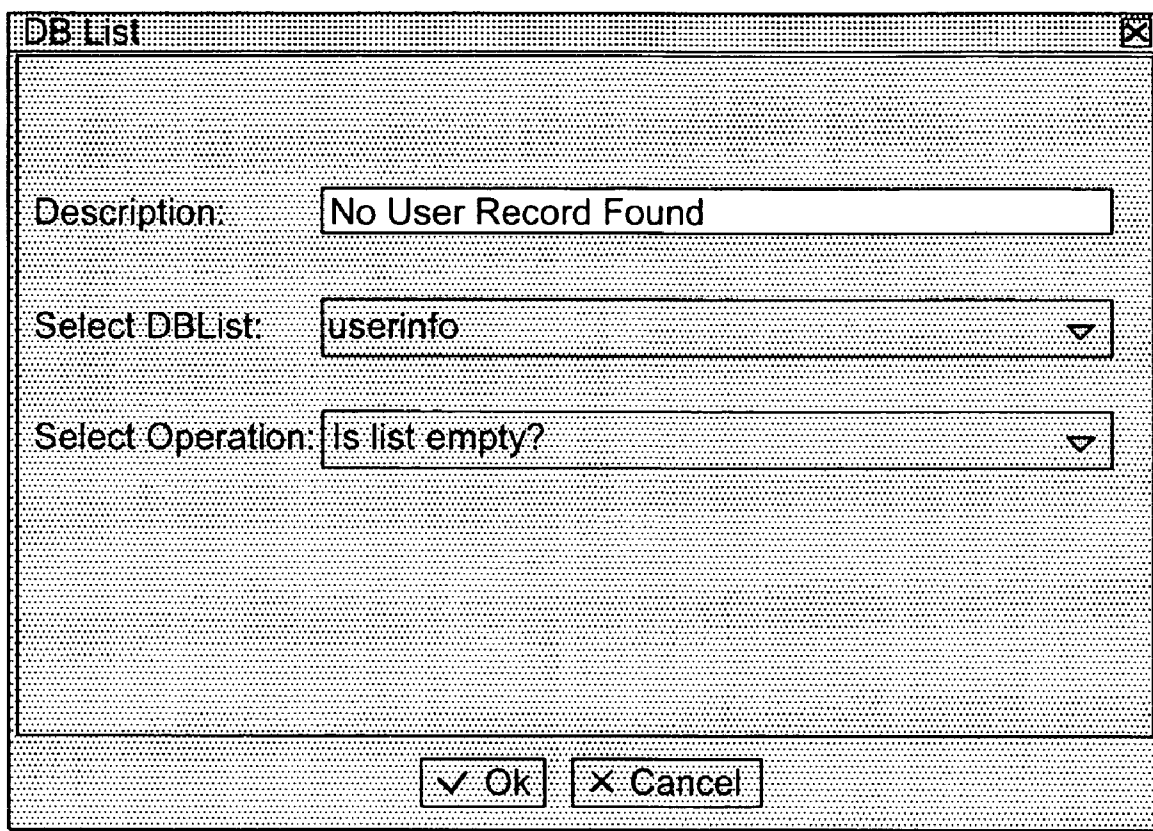 DB List
Description: No User Record Found
Select DBList: userinfo
Select Operation: Is list empty?
Ok Cancel